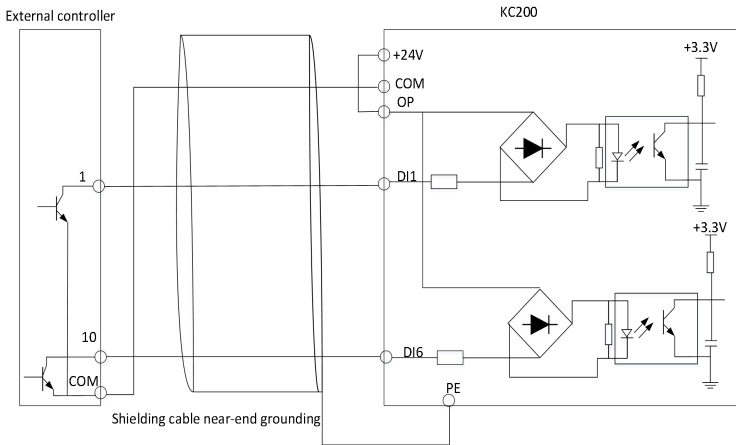 External controller
KC200
+24V
+3.3V
COM
OP
1
DI1
+3.3V
10
DI6
COM
PE
Shielding cable near-end grounding